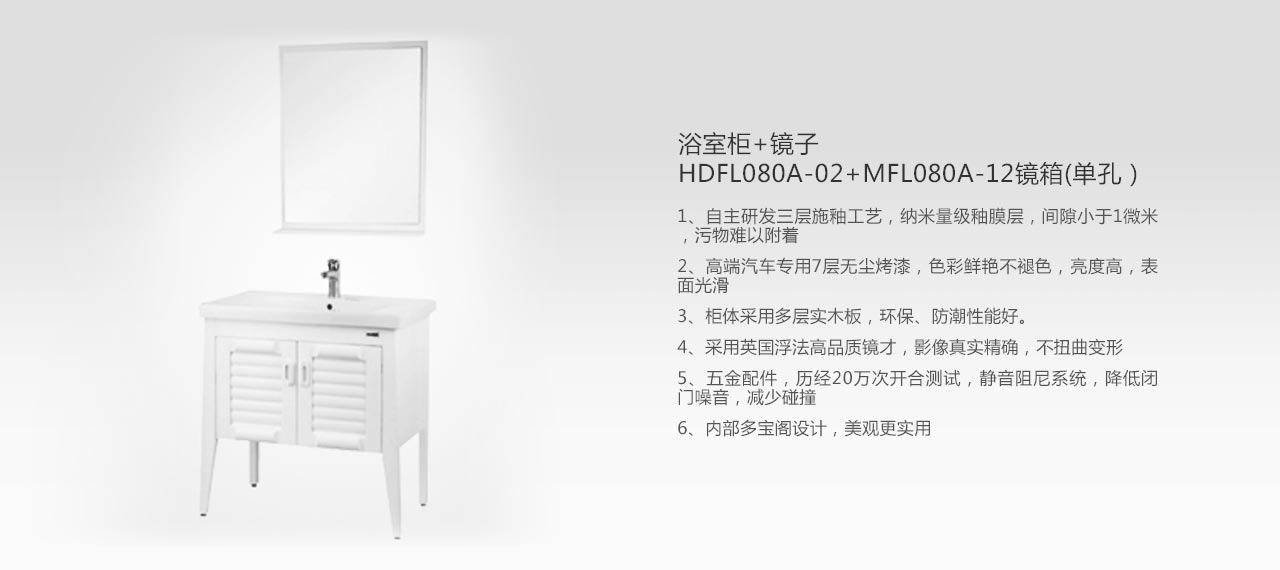 浴室柜+镜子
HDFL080A-02+MFL080A-12镜箱(单孔）
1、自主研发三层施釉工艺，纳米量级釉膜层，间隙小于1微米
，污物难以附着
2、高端汽车专用7层无尘烤漆，色彩鲜艳不褪色，亮度高，表
面光滑
3、柜体采用多层实木板，环保、防潮性能好。
4、采用英国浮法高品质镜才，影像真实精确，不扭曲变形
5、五金配件，历经20万次开合测试，静音阻尼系统，降低闭
门噪音，减少碰撞
6、内部多宝阁设计，美观更实用